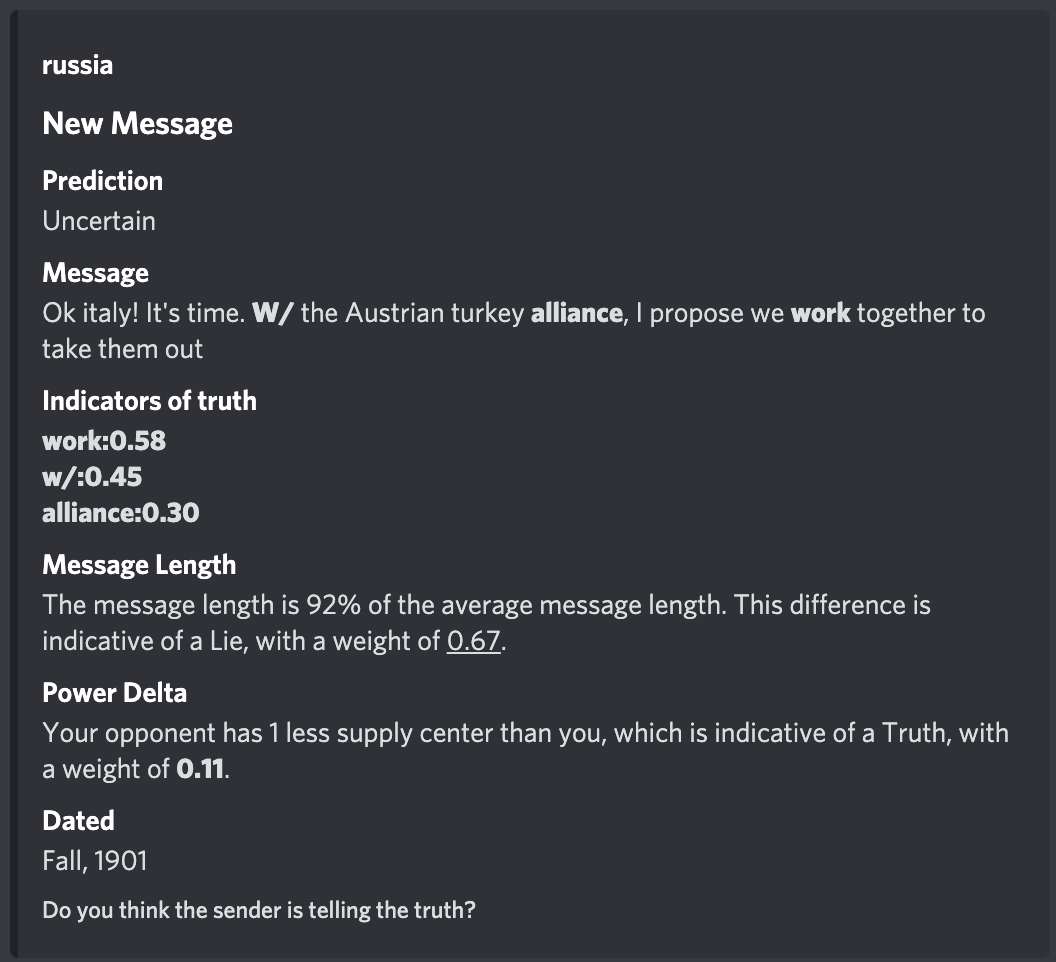 russia
New Message
Prediction
Uncertain
Message
Ok italy! It's time. W/ the Austrian turkey alliance, I propose we work together to
take them out
Indicators of truth
work:0.58
w/:0.45
alliance:0.30
Message Length
The message length is 92% of the average message length. This difference is
indicative of a Lie, with a weight of 0.67.
Power Delta
Your opponent has 1 less supply center than you, which is indicative of a Truth, with
a weight of 0.11.
Dated
Fall, 1901
Do you think the sender is telling the truth?